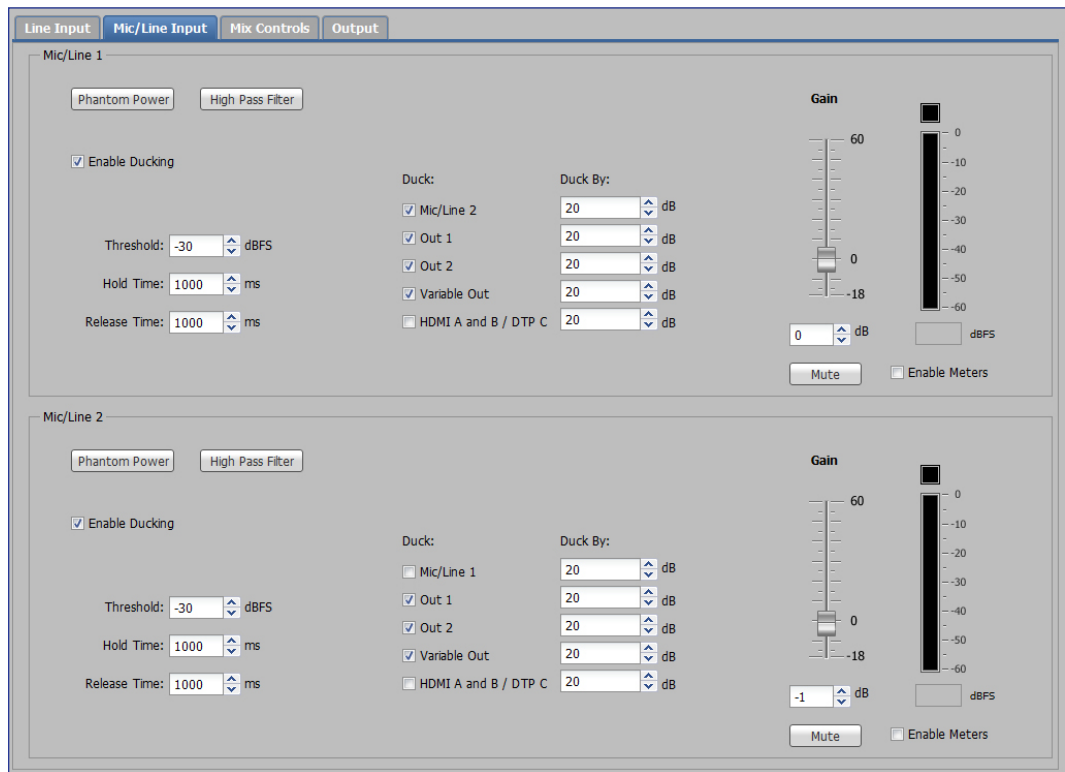 Line Input Mic/Line Input Mix Controls Output
Mic/Line 1
Phantom Power High Pass Filter
Gain
Enable Ducking
Duck: Duck By:
Mic/Line 2 20 dB
Out 1 20 dB
Out 2 20 dB
Variable Out 20 dB
HDMI A and B / DTP C 20 dB
Threshold: -30 dBFS
Hold Time: 1000 ms
Release Time: 1000 ms
60
0
-18
0 dB
Mute
0
-10
-20
-30
-40
-50
-60
dBFS
Enable Meters
Mic/Line 2
Phantom Power High Pass Filter
Gain
Enable Ducking
Duck: Duck By:
Mic/Line 1 20 dB
Out 1 20 dB
Out 2 20 dB
Variable Out 20 dB
HDMI A and B / DTP C 20 dB
Threshold: -30 dBFS
Hold Time: 1000 ms
Release Time: 1000 ms
60
0
-18
-1 dB
Mute
0
-10
-20
-30
-40
-50
-60
dBFS
Enable Meters